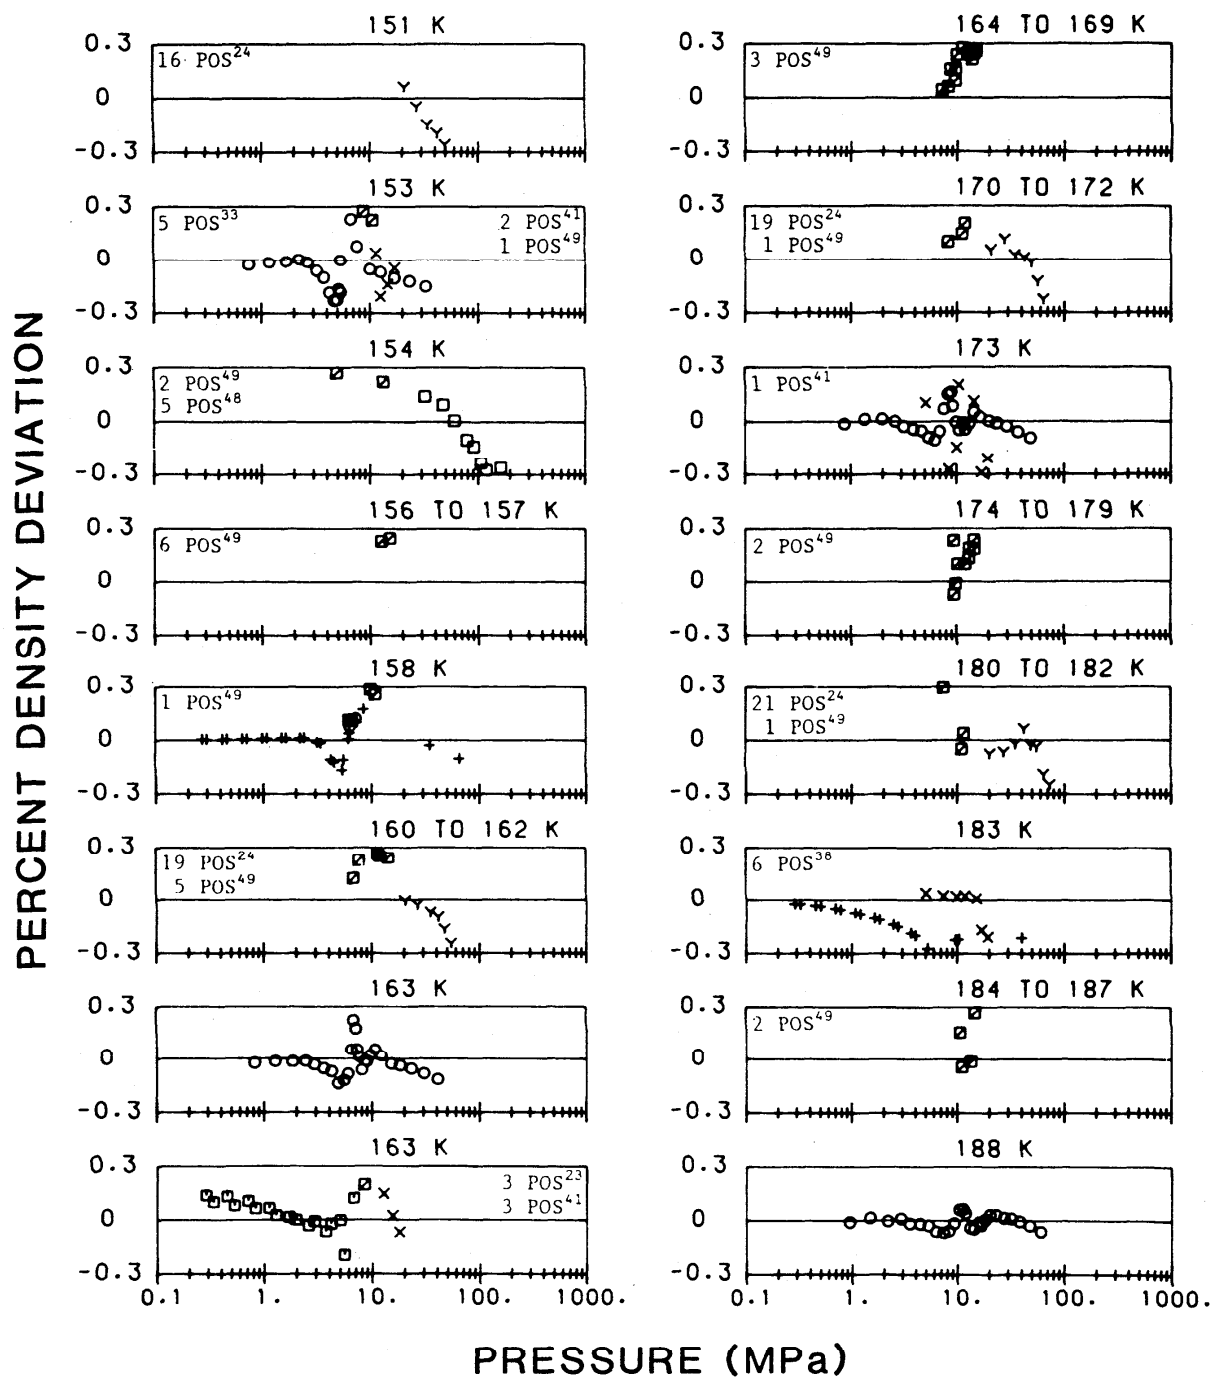 PERCENT DENSITY DEVIATION
151 K
0.3
0
-0.3
16 POS24
153 K
0.3
0
-0.3
5 POS33
2 POS41
1 POS49
154 K
0.3
0
-0.3
2 POS49
5 POS48
156 TO 157 K
0.3
0
-0.3
6 POS49
158 K
0.3
0
-0.3
1 POS49
160 TO 162 K
0.3
0
-0.3
19 POS24
5 POS49
163 K
0.3
0
-0.3
163 K
0.3
0
-0.3
3 POS23
3 POS41
0.1 1. 10. 100. 1000.
164 TO 169 K
0.3
0
-0.3
3 POS49
170 TO 172 K
0.3
0
-0.3
19 POS24
1 POS49
173 K
0.3
0
-0.3
1 POS41
174 TO 179 K
0.3
0
-0.3
2 POS49
180 TO 182 K
0.3
0
-0.3
21 POS24
1 POS49
183 K
0.3
0
-0.3
6 POS38
184 TO 187 K
0.3
0
-0.3
2 POS49
188 K
0.3
0
-0.3
0.1 1. 10. 100. 1000.
PRESSURE (MPa)